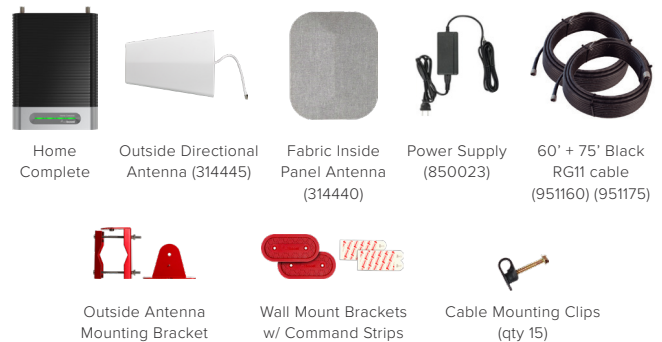 Home
Complete
Outside Directional
Antenna (314445)
Fabric Inside
Panel Antenna
(314440)
Power Supply
(850023)
60’ + 75’ Black
RG11 cable
(951160) (951175)
Outside Antenna
Mounting Bracket
Wall Mount Brackets
w/ Command Strips
Cable Mounting Clips
(qty 15)